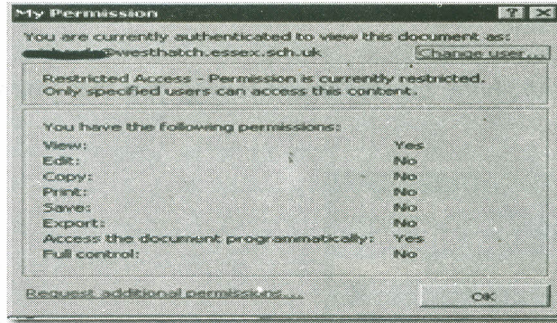 My Permission
You are currently authenticated to view this document as:
@westhatch.essex.sch.uk
Change user...
Restricted Access - Permission is currently restricted.
Only specified users can access this content.
You have the following permissions:
View: Yes
Edit: No
Copy: No
Print: No
Save: No
Export: No
Access the document programmatically: Yes
Full control: No
Request additional permissions...
OK